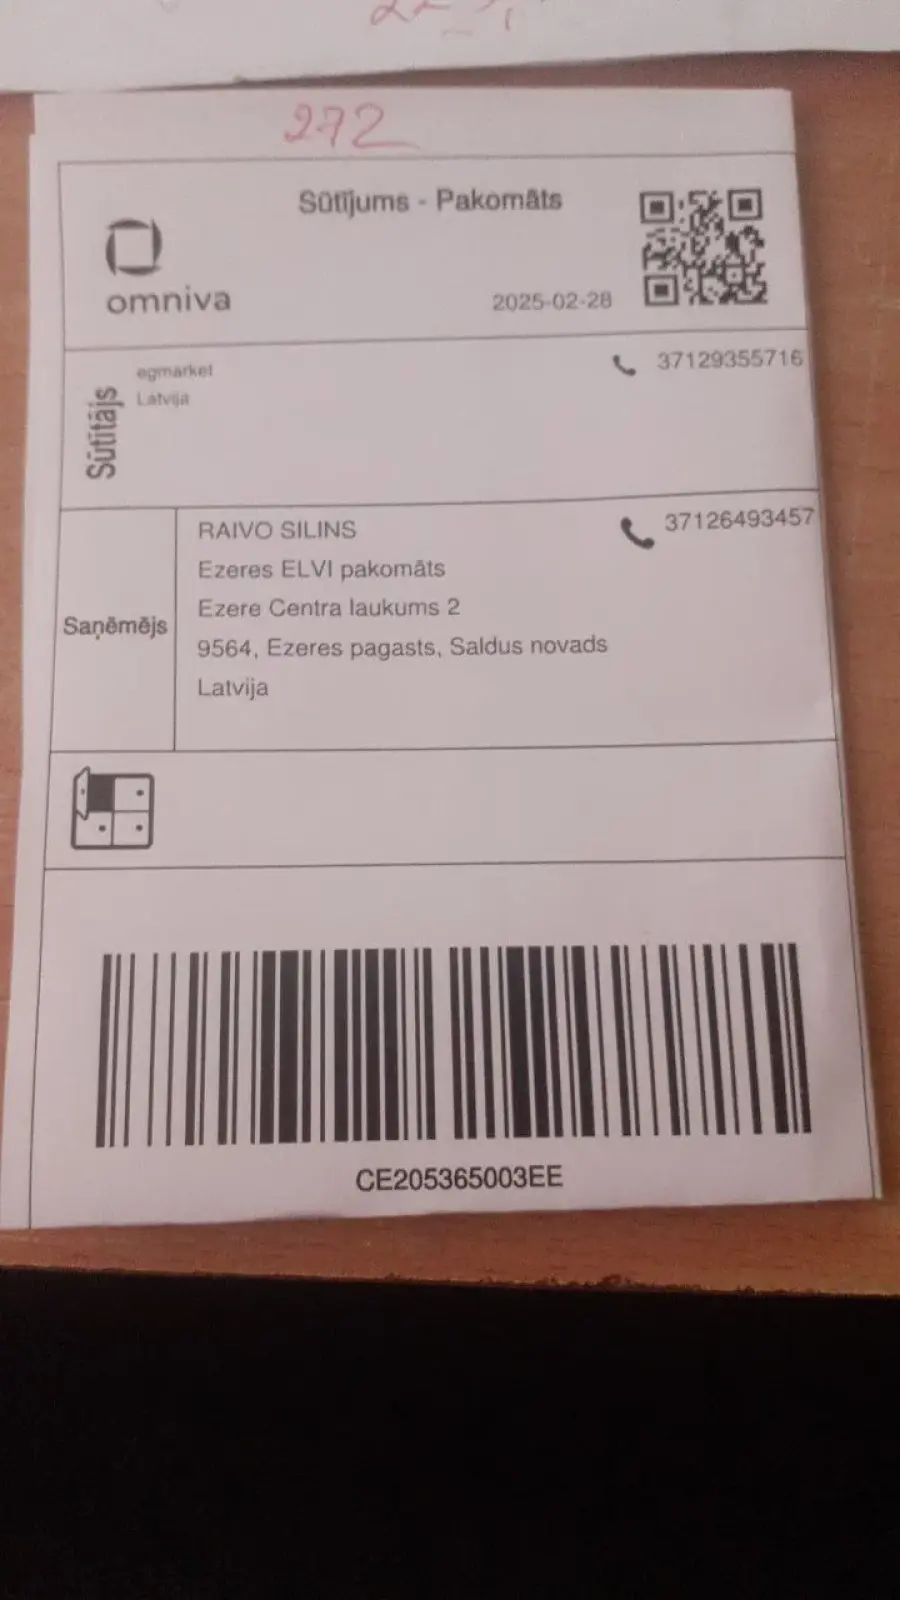 272
Sūtījums - Pakomāts
omniva
2025-02-28
Sūtītājs
egmarket
Latvija
37129355716
Saņēmējs
RAIVO SILINS
37126493457
Ezeres ELVI pakomāts
Ezere Centra laukums 2
9564, Ezeres pagasts, Saldus novads
Latvija
CE205365003EE